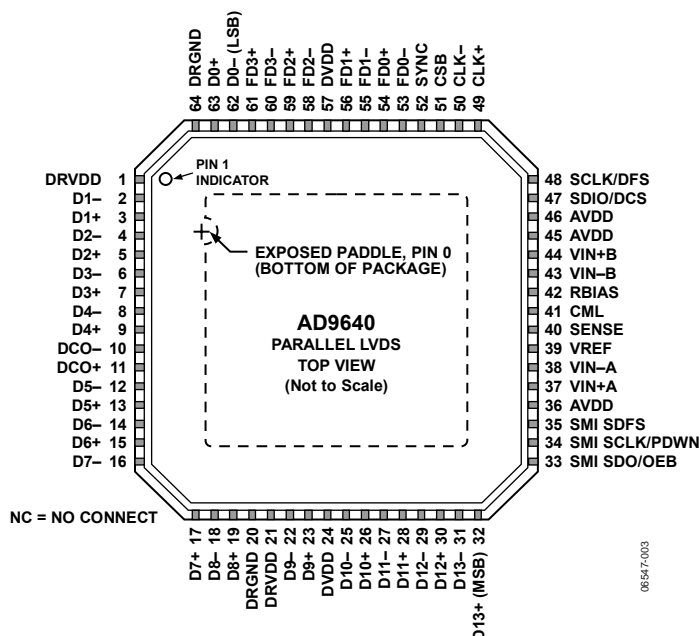 64 DRGND
63 D0+
62 D0– (LSB)
61 FD3+
60 FD3–
59 FD2+
58 FD2–
57 DVDD
56 FD1+
55 FD1–
54 FD0+
53 FD0–
52 SYNC
51 CSB
50 CLK–
49 CLK+
DRVDD 1
D1– 2
D1+ 3
D2– 4
D2+ 5
D3– 6
D3+ 7
D4– 8
D4+ 9
DCO– 10
DCO+ 11
D5– 12
D5+ 13
D6– 14
D6+ 15
D7– 16
PIN 1
INDICATOR
EXPOSED PADDLE, PIN 0
(BOTTOM OF PACKAGE)
AD9640
PARALLEL LVDS
TOP VIEW
(Not to Scale)
48 SCLK/DFS
47 SDIO/DCS
46 AVDD
45 AVDD
44 VIN+B
43 VIN–B
42 RBIAS
41 CML
40 SENSE
39 VREF
38 VIN–A
37 VIN+A
36 AVDD
35 SMI SDFS
34 SMI SCLK/PDWN
33 SMI SDO/OEB
NC = NO CONNECT
D7+ 17
D8– 18
D8+ 19
DRGND 20
DRVDD 21
D9– 22
D9+ 23
DVDD 24
D10– 25
D10+ 26
D11– 27
D11+ 28
D12– 29
D12+ 30
D13– 31
D13+ (MSB) 32
06547-003